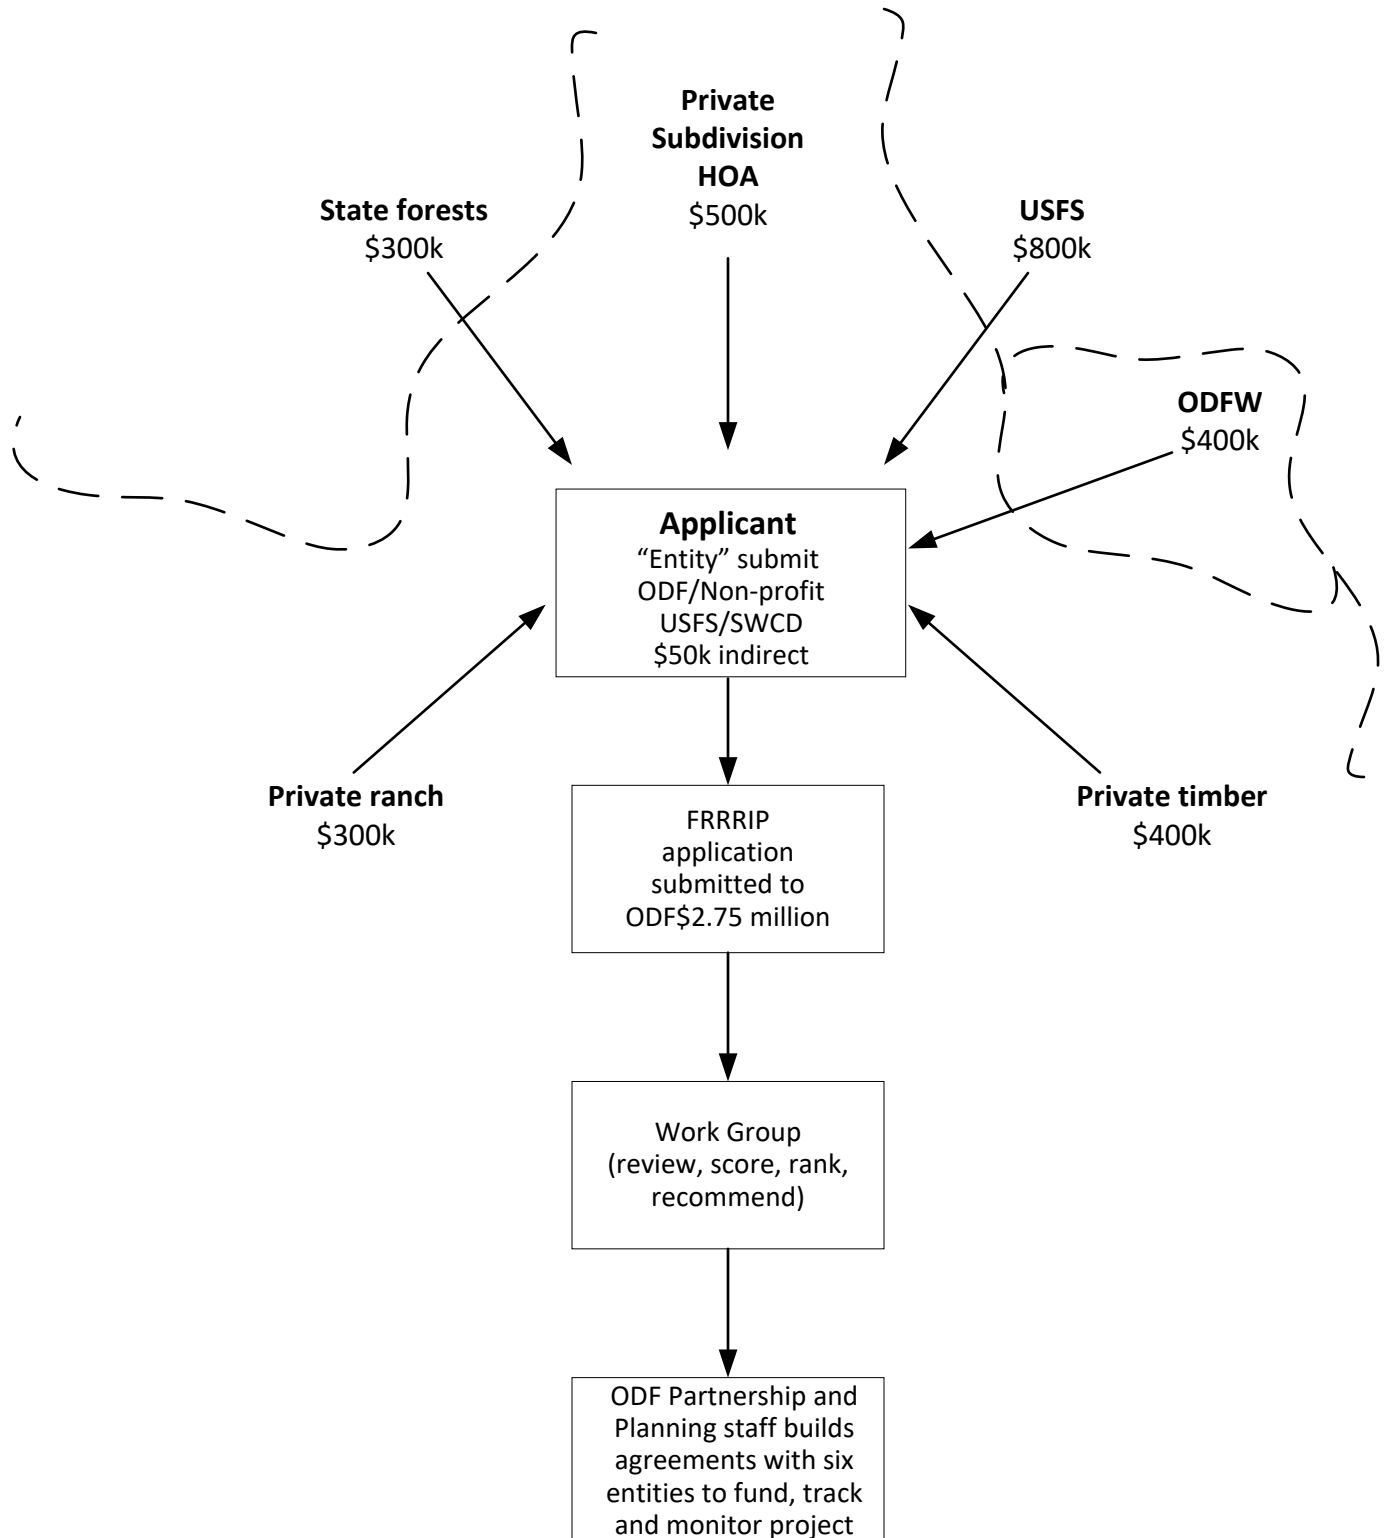 Private
Subdivision
HOA
$500k
State forests
$300k
USFS
$800k
ODFW
$400k
Applicant
“Entity” submit
ODF/Non-profit
USFS/SWCD
$50k indirect
Private ranch
$300k
Private timber
$400k
FRRRIP
application
submitted to
ODF$2.75 million
Work Group
(review, score, rank,
recommend)
ODF Partnership and
Planning staff builds
agreements with six
entities to fund, track
and monitor project